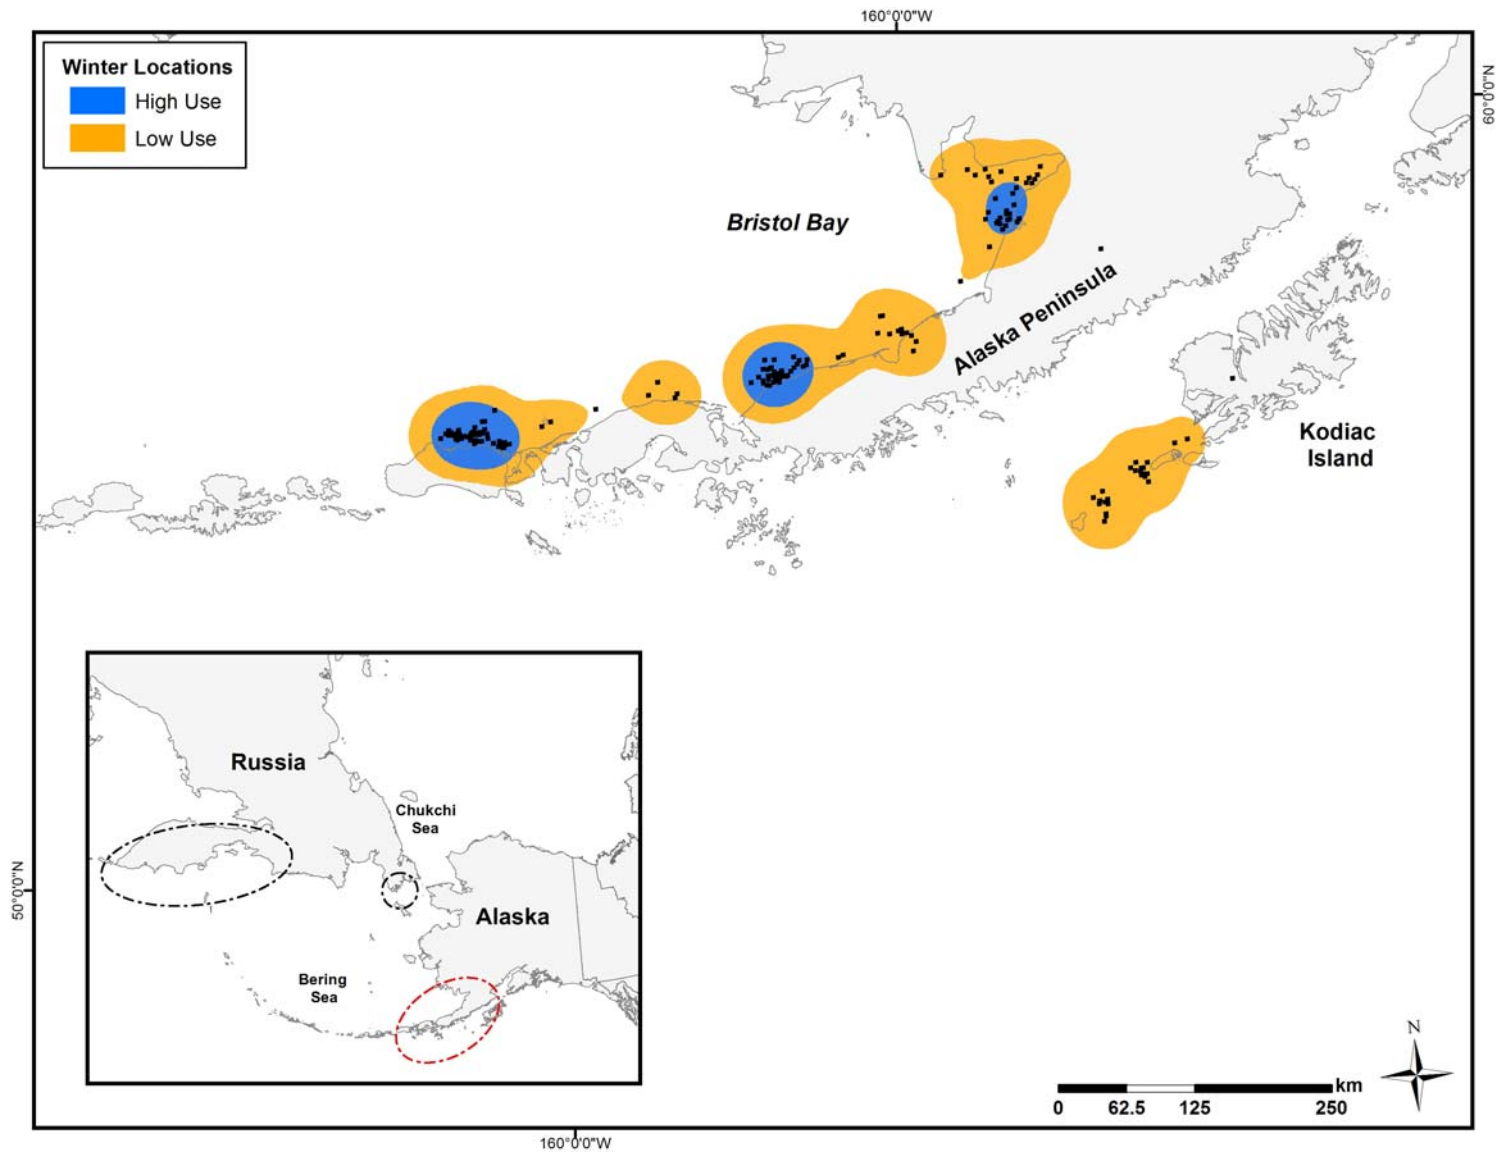 160°0'0"W
Winter Locations
High Use
Low Use
60°0'0"N
Bristol Bay
Alaska Peninsula
Kodiac
Island
Russia
Chukchi
Sea
Alaska
50°0'0"N
Bering
Sea
N
km
0 62.5 125 250
160°0'0"W